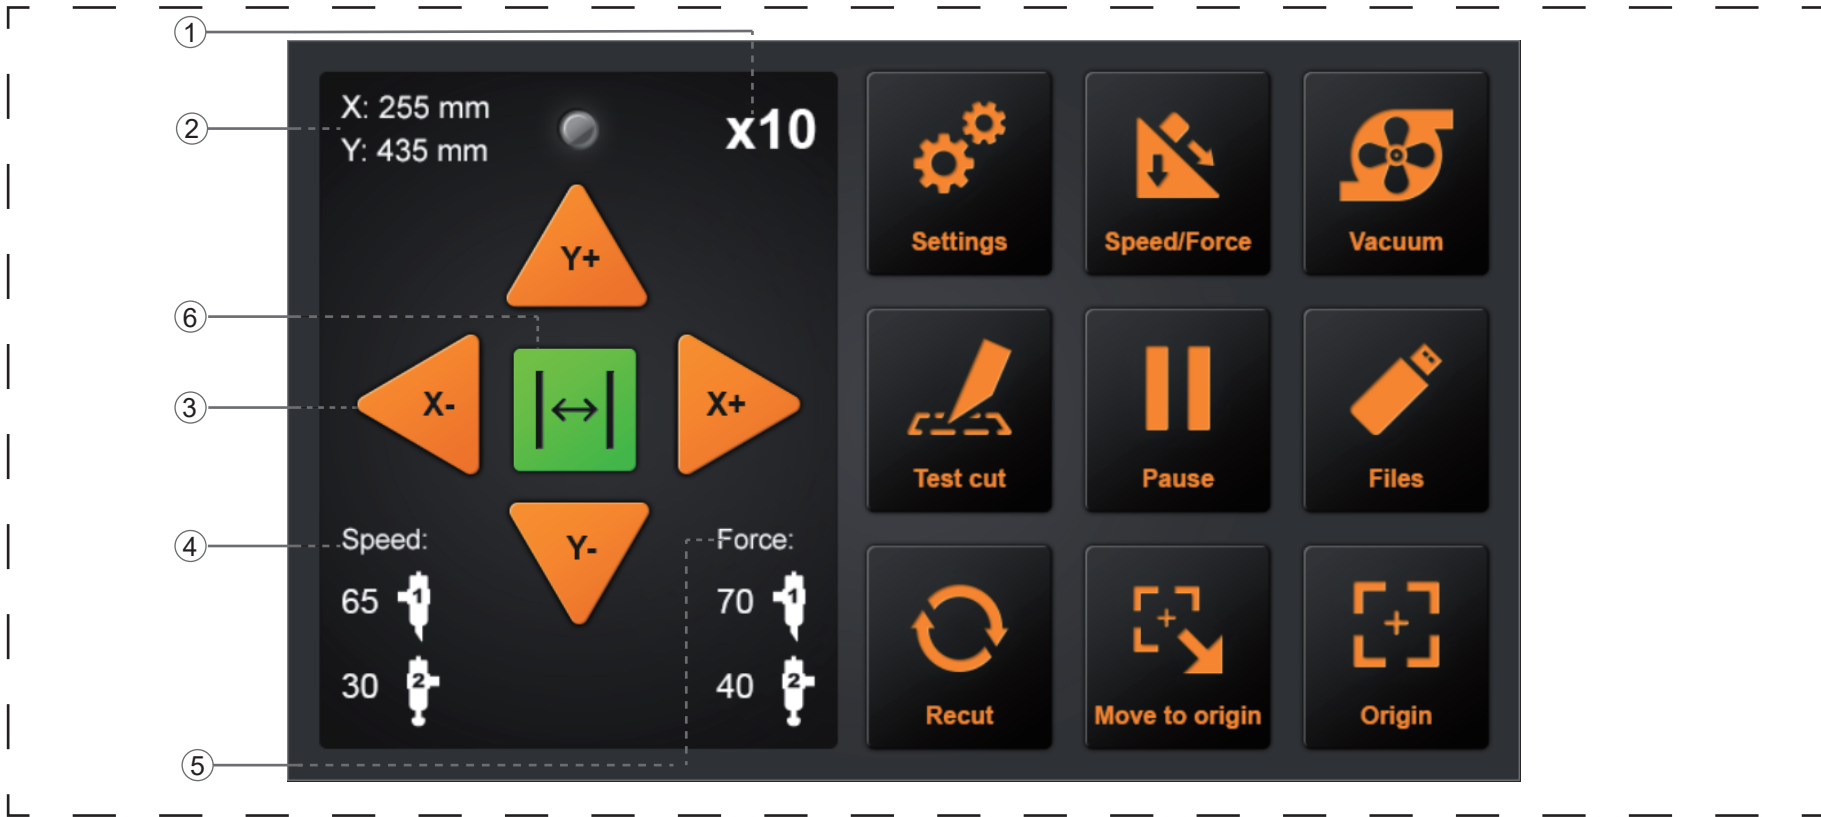 ①
②
③
④
⑤
⑥
X: 255 mm
Y: 435 mm
x10
Y+
X-
X+
Y-
Speed:
65 1
30 2
Force:
70 1
40 2
Settings
Speed/Force
Vacuum
Test cut
Pause
Files
Recut
Move to origin
Origin